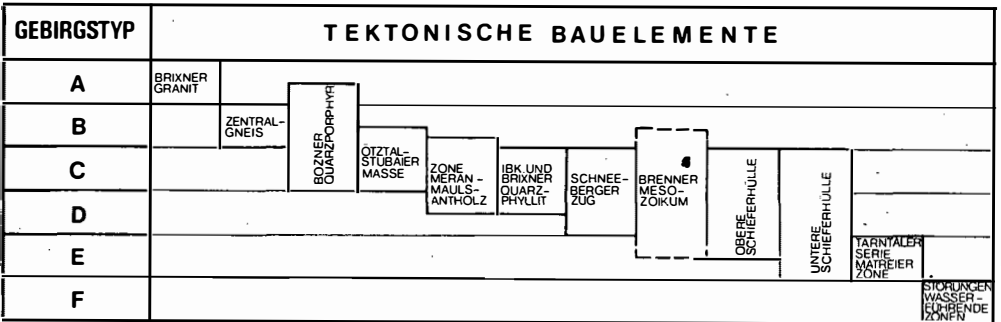 GEBIRGSTYP
TEKTONISCHE BAUELEMENTE
A
BRIXNER
GRANIT
B
ZENTRAL-
GNEIS
BOZNER
QUARZPORPHYR
ÖTZTAL-
STUBAIER
MASSE
C
ZONE
MERAN-
MAULS-
ANTHOLZ
IBK. UND
BRIXNER
QUARZ-
PHYLLIT
SCHNEE-
BERGER
ZUG
BRENNER
MESO-
ZOIKUM
OBERE
SCHIEFERHÜLLE
UNTERE
SCHIEFERHÜLLE
D
E
TARNTALER
SERIE
MATREIER
ZONE
F
STÖRUNGEN
WASSER-
FÜHRENDE
ZONEN